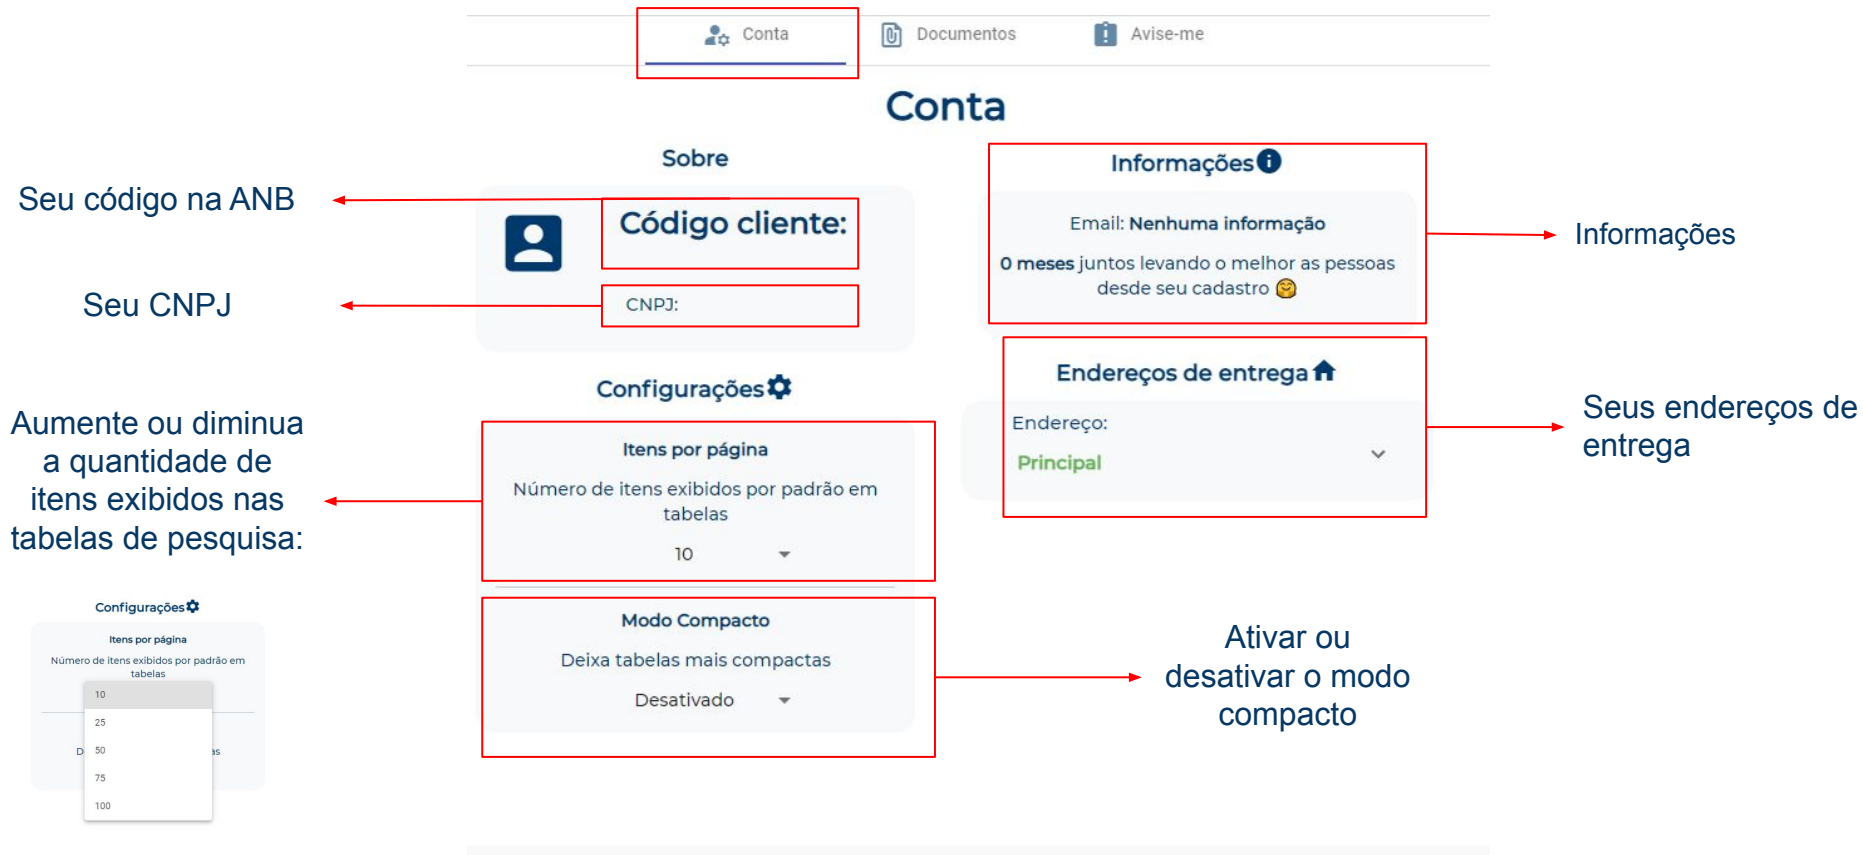 Conta
Documentos
Avise-me
Conta
Sobre
Código cliente:
CNPJ:
Informações
Email: Nenhuma informação
0 meses juntos levando o melhor as pessoas
desde seu cadastro 🤗
Configurações
Itens por página
Número de itens exibidos por padrão em
tabelas
10
Modo Compacto
Deixa tabelas mais compactas
Desativado
Endereços de entrega
Endereço:
Principal
Seu código na ANB
Seu CNPJ
Aumente ou diminua
a quantidade de
itens exibidos nas
tabelas de pesquisa:
Configurações
Itens por página
Número de itens exibidos por padrão em
tabelas
10
25
D
50
as
75
100
Informações
Seus endereços de
entrega
Ativar ou
desativar o modo
compacto